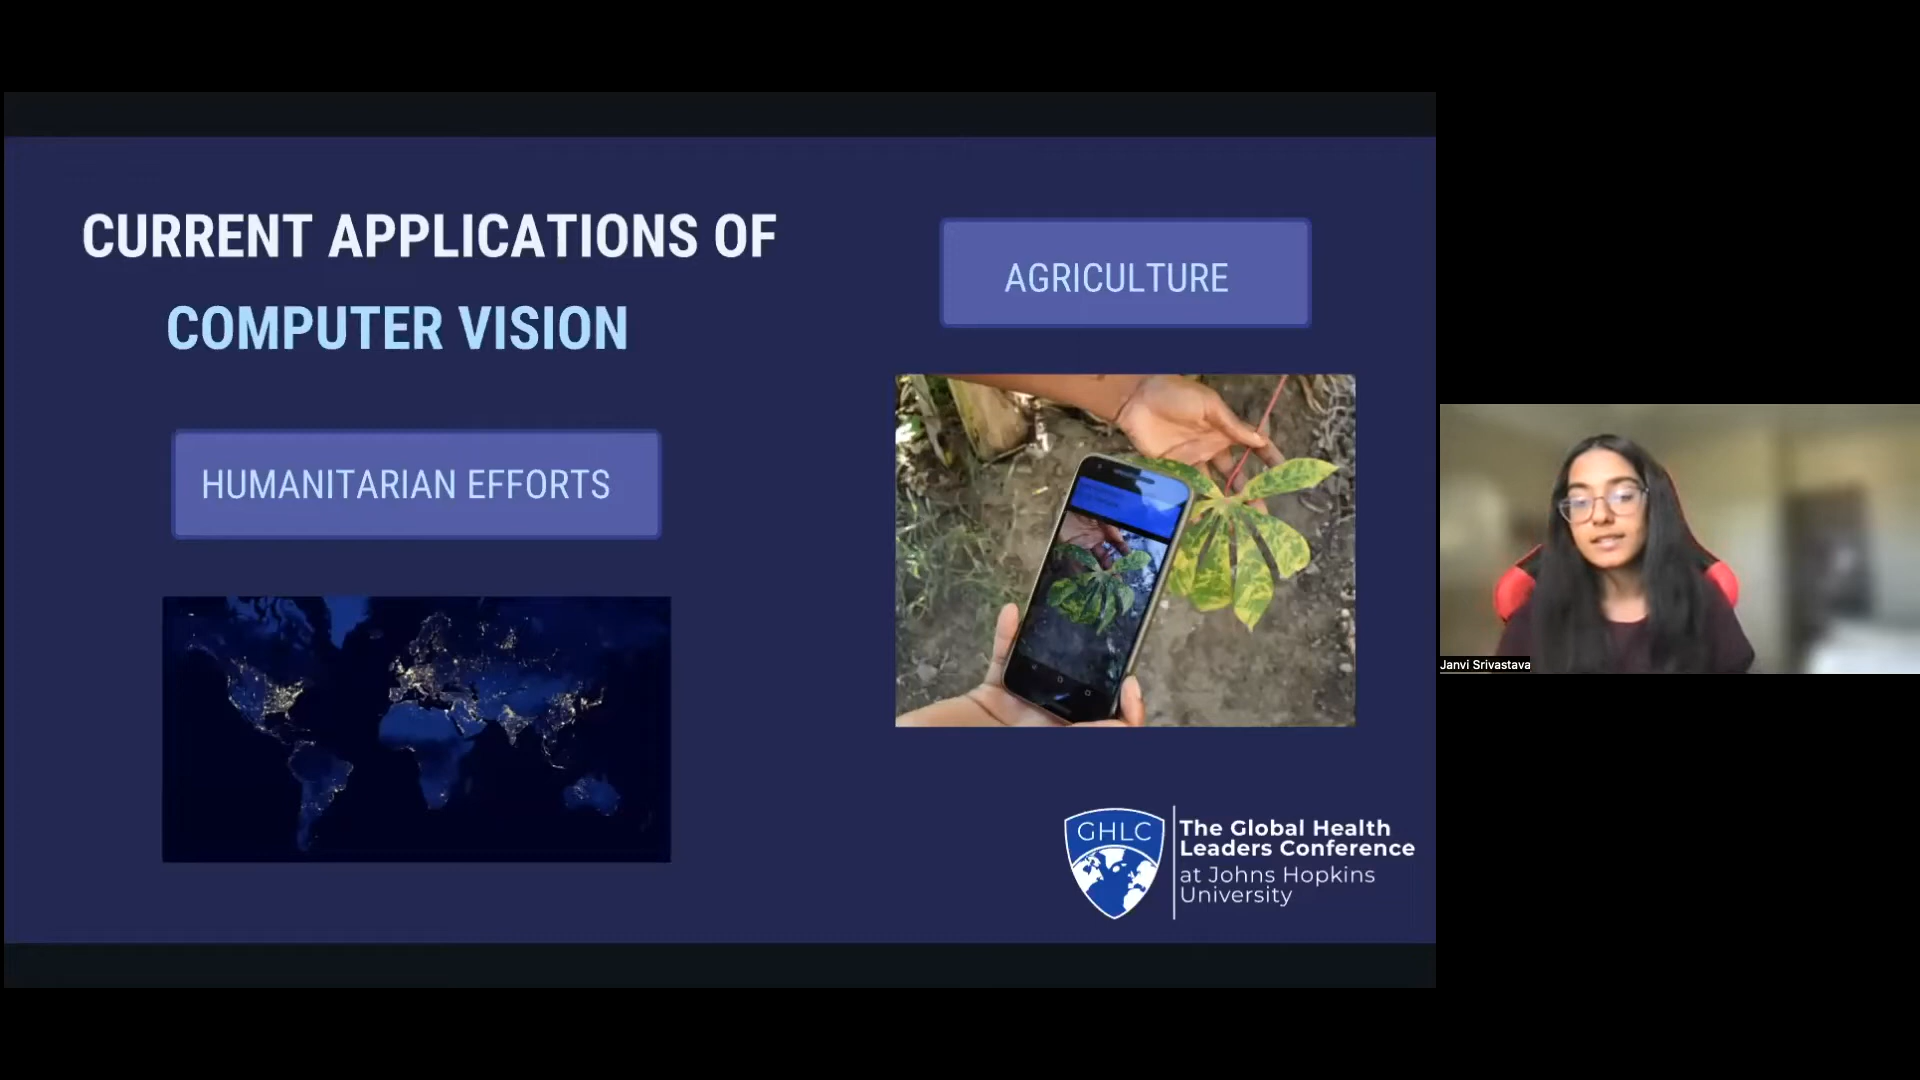 CURRENT APPLICATIONS OF
COMPUTER VISION
HUMANITARIAN EFFORTS
AGRICULTURE
GHLC
The Global Health
Leaders Conference
at Johns Hopkins
University
Janvi Srivastava